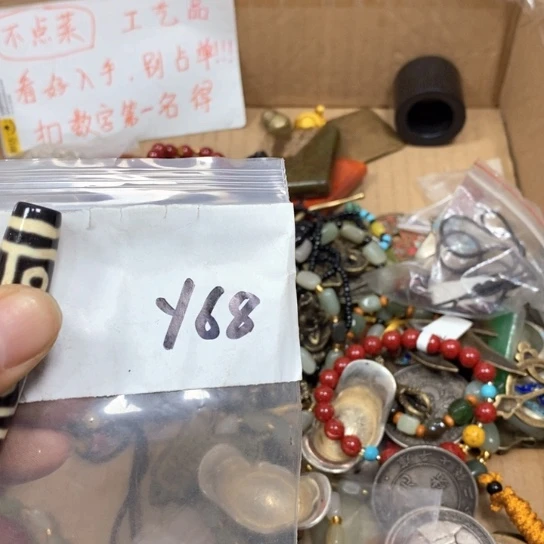 不点菜 工艺品
看好入手，别占单!!!
扣数字第一名得
Y68